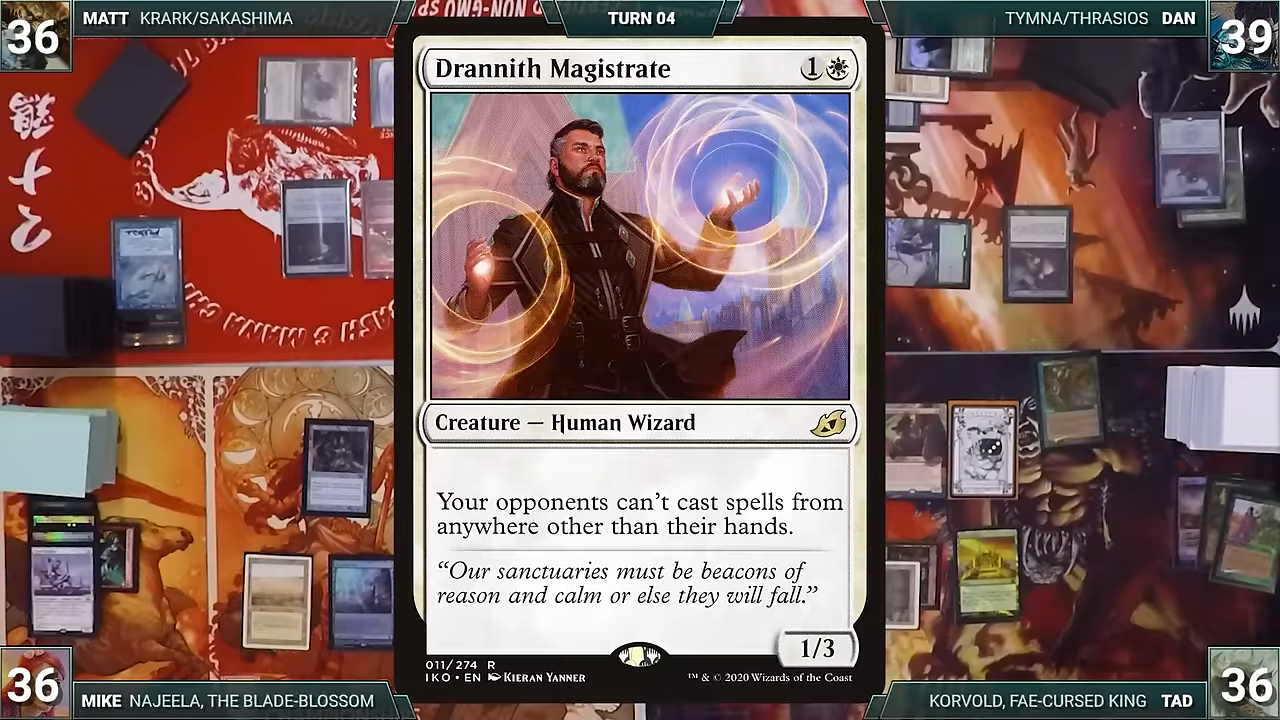 36
MATT KRARK/SAKASHIMA
TURN 04
TYMNA/THRASIOS DAN
39
Drannith Magistrate 1
Creature — Human Wizard
Your opponents can't cast spells from
anywhere other than their hands.
“Our sanctuaries must be beacons of
reason and calm or else they will fall.”
1/3
011/274 R
IKO • EN KIERAN YANNER
™ & © 2020 Wizards of the Coast
36
MIKE NAJEELA, THE BLADE-BLOSSOM
KORVOLD, FAE-CURSED KING TAD
36